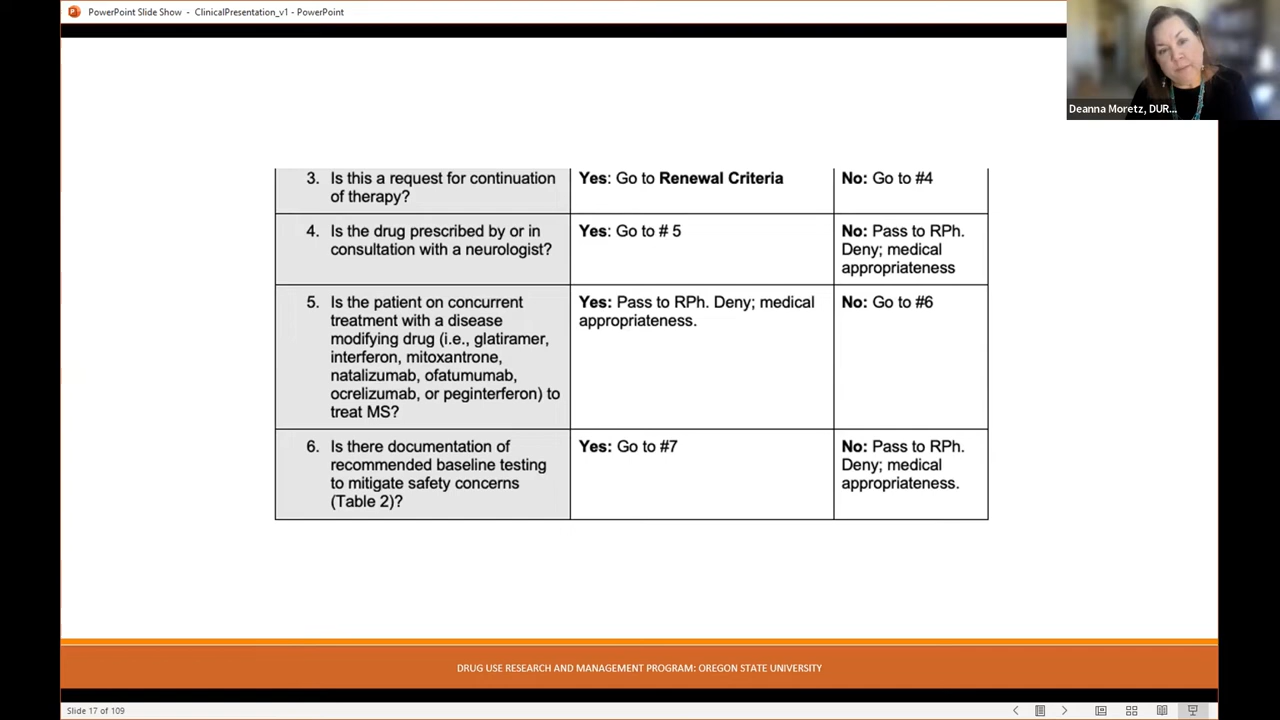 PowerPoint Slide Show - ClinicalPresentation_v1 - PowerPoint
Deanna Moretz, DUR...
3. Is this a request for continuation
of therapy?
Yes: Go to Renewal Criteria
No: Go to #4
4. Is the drug prescribed by or in
consultation with a neurologist?
Yes: Go to # 5
No: Pass to RPh.
Deny; medical
appropriateness
5. Is the patient on concurrent
treatment with a disease
modifying drug (i.e., glatiramer,
interferon, mitoxantrone,
natalizumab, ofatumumab,
ocrelizumab, or peginterferon) to
treat MS?
Yes: Pass to RPh. Deny; medical
appropriateness.
No: Go to #6
6. Is there documentation of
recommended baseline testing
to mitigate safety concerns
(Table 2)?
Yes: Go to #7
No: Pass to RPh.
Deny; medical
appropriateness.
DRUG USE RESEARCH AND MANAGEMENT PROGRAM: OREGON STATE UNIVERSITY
Slide 17 of 109